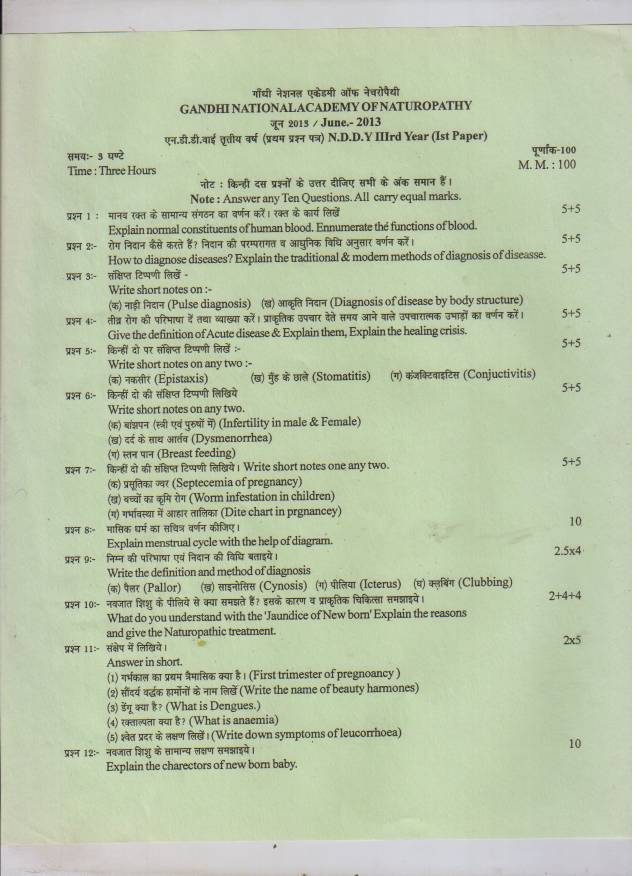 गाँधी नेशनल एकेडमी ऑफ नेचरोपैथी
GANDHI NATIONAL ACADEMY OF NATUROPATHY
जून 2013 / June.- 2013
एन.डी.डी.वाई तृतीय वर्ष (प्रथम प्रश्न पत्र) N.D.D.Y IIIrd Year (Ist Paper)
समयः- 3 घण्टे पूर्णांक-100
Time : Three Hours M. M. : 100
नोट : किन्ही दस प्रश्नों के उत्तर दीजिए सभी के अंक समान हैं।
Note : Answer any Ten Questions. All carry equal marks.
प्रश्न 1 : मानव रक्त के सामान्य संगठन का वर्णन करें। रक्त के कार्य लिखें 5+5
Explain normal constituents of human blood. Ennumerate the functions of blood.
प्रश्न 2:- रोग निदान कैसे करते हैं? निदान की परम्परागत व आधुनिक विधि अनुसार वर्णन करें। 5+5
How to diagnose diseases? Explain the traditional & modern methods of diagnosis of diseasse.
प्रश्न 3:- संक्षिप्त टिप्पणी लिखें - 5+5
Write short notes on :-
(क) नाड़ी निदान (Pulse diagnosis) (ख) आकृति निदान (Diagnosis of disease by body structure)
प्रश्न 4:- तीव्र रोग की परिभाषा दें तथा व्याख्या करें। प्राकृतिक उपचार देते समय आने वाले उपचारात्मक उभाड़ों का वर्णन करें। 5+5
Give the definition of Acute disease & Explain them, Explain the healing crisis.
प्रश्न 5:- किन्हीं दो पर संक्षिप्त टिप्पणी लिखें :- 5+5
Write short notes on any two :-
(क) नकसीर (Epistaxis) (ख) मुँह के छाले (Stomatitis) (ग) कंजक्टिवाइटिस (Conjuctivitis)
प्रश्न 6:- किन्हीं दो की संक्षिप्त टिप्पणी लिखिये 5+5
Write short notes on any two.
(क) बांझपन (स्त्री एवं पुरुषों में) (Infertility in male & Female)
(ख) दर्द के साथ आर्तव (Dysmenorrhea)
(ग) स्तन पान (Breast feeding)
प्रश्न 7:- किन्हीं दो की संक्षिप्त टिप्पणी लिखिये। Write short notes one any two. 5+5
(क) प्रसूतिका ज्वर (Septecemia of pregnancy)
(ख) बच्चों का कृमि रोग (Worm infestation in children)
(ग) गर्भावस्था में आहार तालिका (Dite chart in prgnancey)
प्रश्न 8:- मासिक धर्म का सचित्र वर्णन कीजिए। 10
Explain menstrual cycle with the help of diagram.
प्रश्न 9:- निम्न की परिभाषा एवं निदान की विधि बताइये। 2.5x4
Write the definition and method of diagnosis
(क) पैलर (Pallor) (ख) साइनोसिस (Cynosis) (ग) पीलिया (Icterus) (घ) क्लबिंग (Clubbing)
प्रश्न 10:- नवजात शिशु के पीलिये से क्या समझते हैं? इसके कारण व प्राकृतिक चिकित्सा समझाइये। 2+4+4
What do you understand with the 'Jaundice of New born' Explain the reasons
and give the Naturopathic treatment.
प्रश्न 11:- संक्षेप में लिखिये। 2x5
Answer in short.
(1) गर्भकाल का प्रथम त्रैमासिक क्या है। (First trimester of pregnoancy )
(2) सौंदर्य वर्द्धक हार्मोनों के नाम लिखें (Write the name of beauty harmones)
(3) डेंगू क्या है? (What is Dengues.)
(4) रक्ताल्पता क्या है? (What is anaemia)
(5) श्वेत प्रदर के लक्षण लिखें। (Write down symptoms of leucorrhoea)
प्रश्न 12:- नवजात शिशु के सामान्य लक्षण समझाइये। 10
Explain the charectors of new born baby.